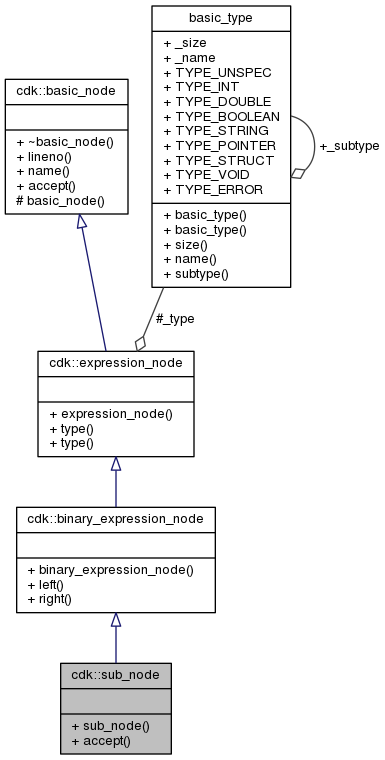 basic_type
+ _size
+ _name
+ TYPE_UNSPEC
+ TYPE_INT
+ TYPE_DOUBLE
+ TYPE_BOOLEAN
+ TYPE_STRING
+ TYPE_POINTER
+ TYPE_STRUCT
+ TYPE_VOID
+ TYPE_ERROR
+ basic_type()
+ basic_type()
+ size()
+ name()
+ subtype()
+_subtype
cdk::basic_node
+ ~basic_node()
+ lineno()
+ name()
+ accept()
# basic_node()
#_type
cdk::expression_node
+ expression_node()
+ type()
+ type()
cdk::binary_expression_node
+ binary_expression_node()
+ left()
+ right()
cdk::sub_node
+ sub_node()
+ accept()